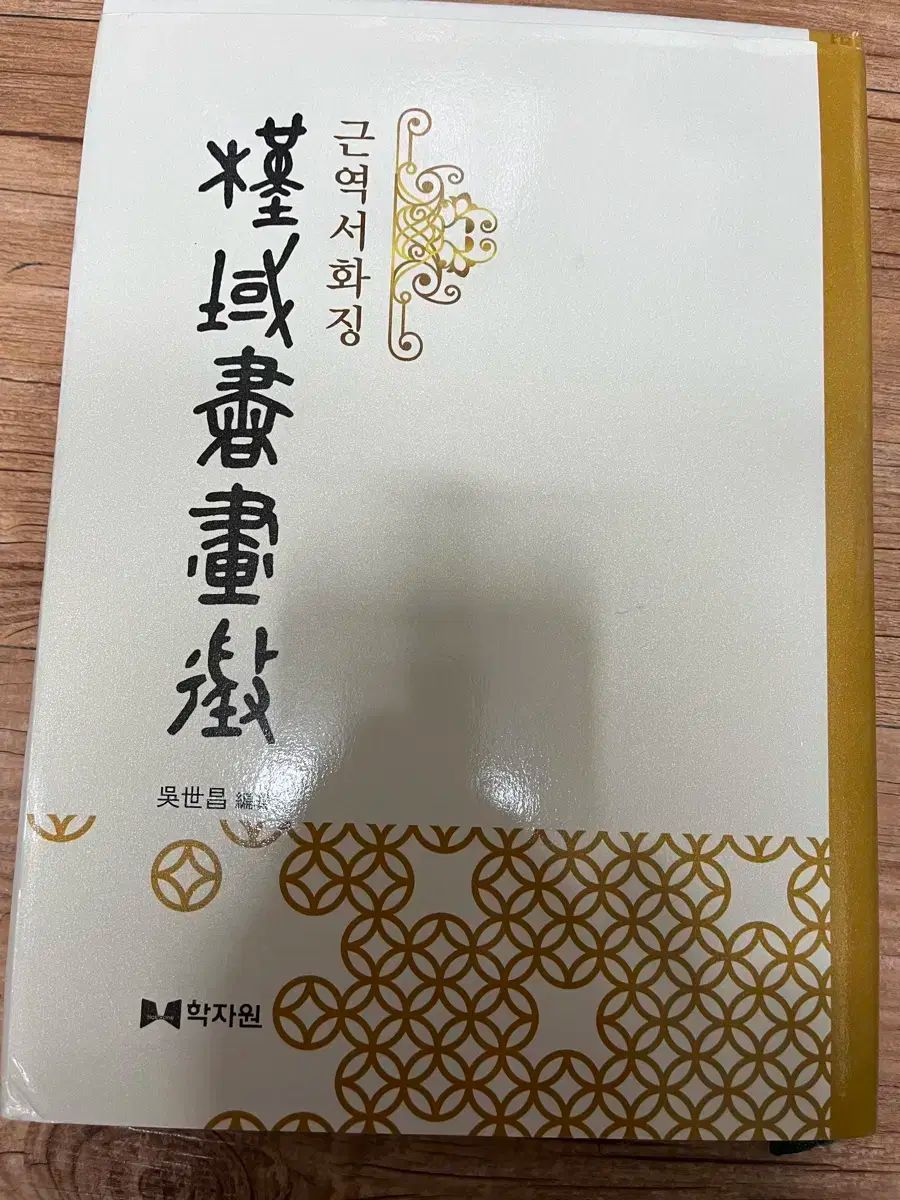 근역서화징
槿域書畫徵
吳世昌 編
학자원